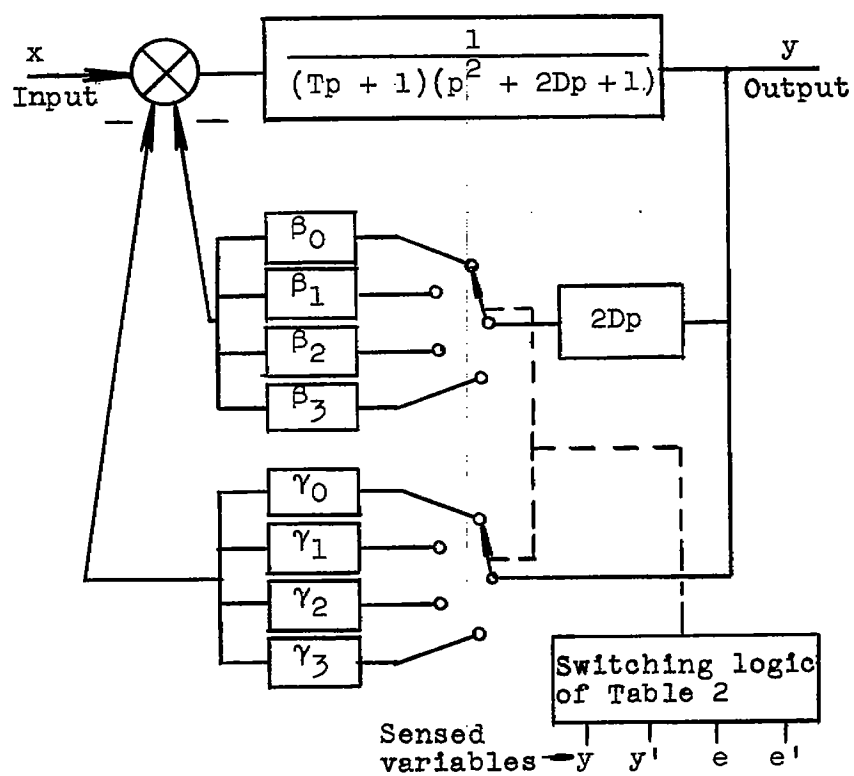 x
Input
1
(Tp + 1)(p² + 2Dp + 1)
y
Output
β₀
β₁
β₂
β₃
2Dp
γ₀
γ₁
γ₂
γ₃
Switching logic
of Table 2
Sensed
variables
y y' e e'